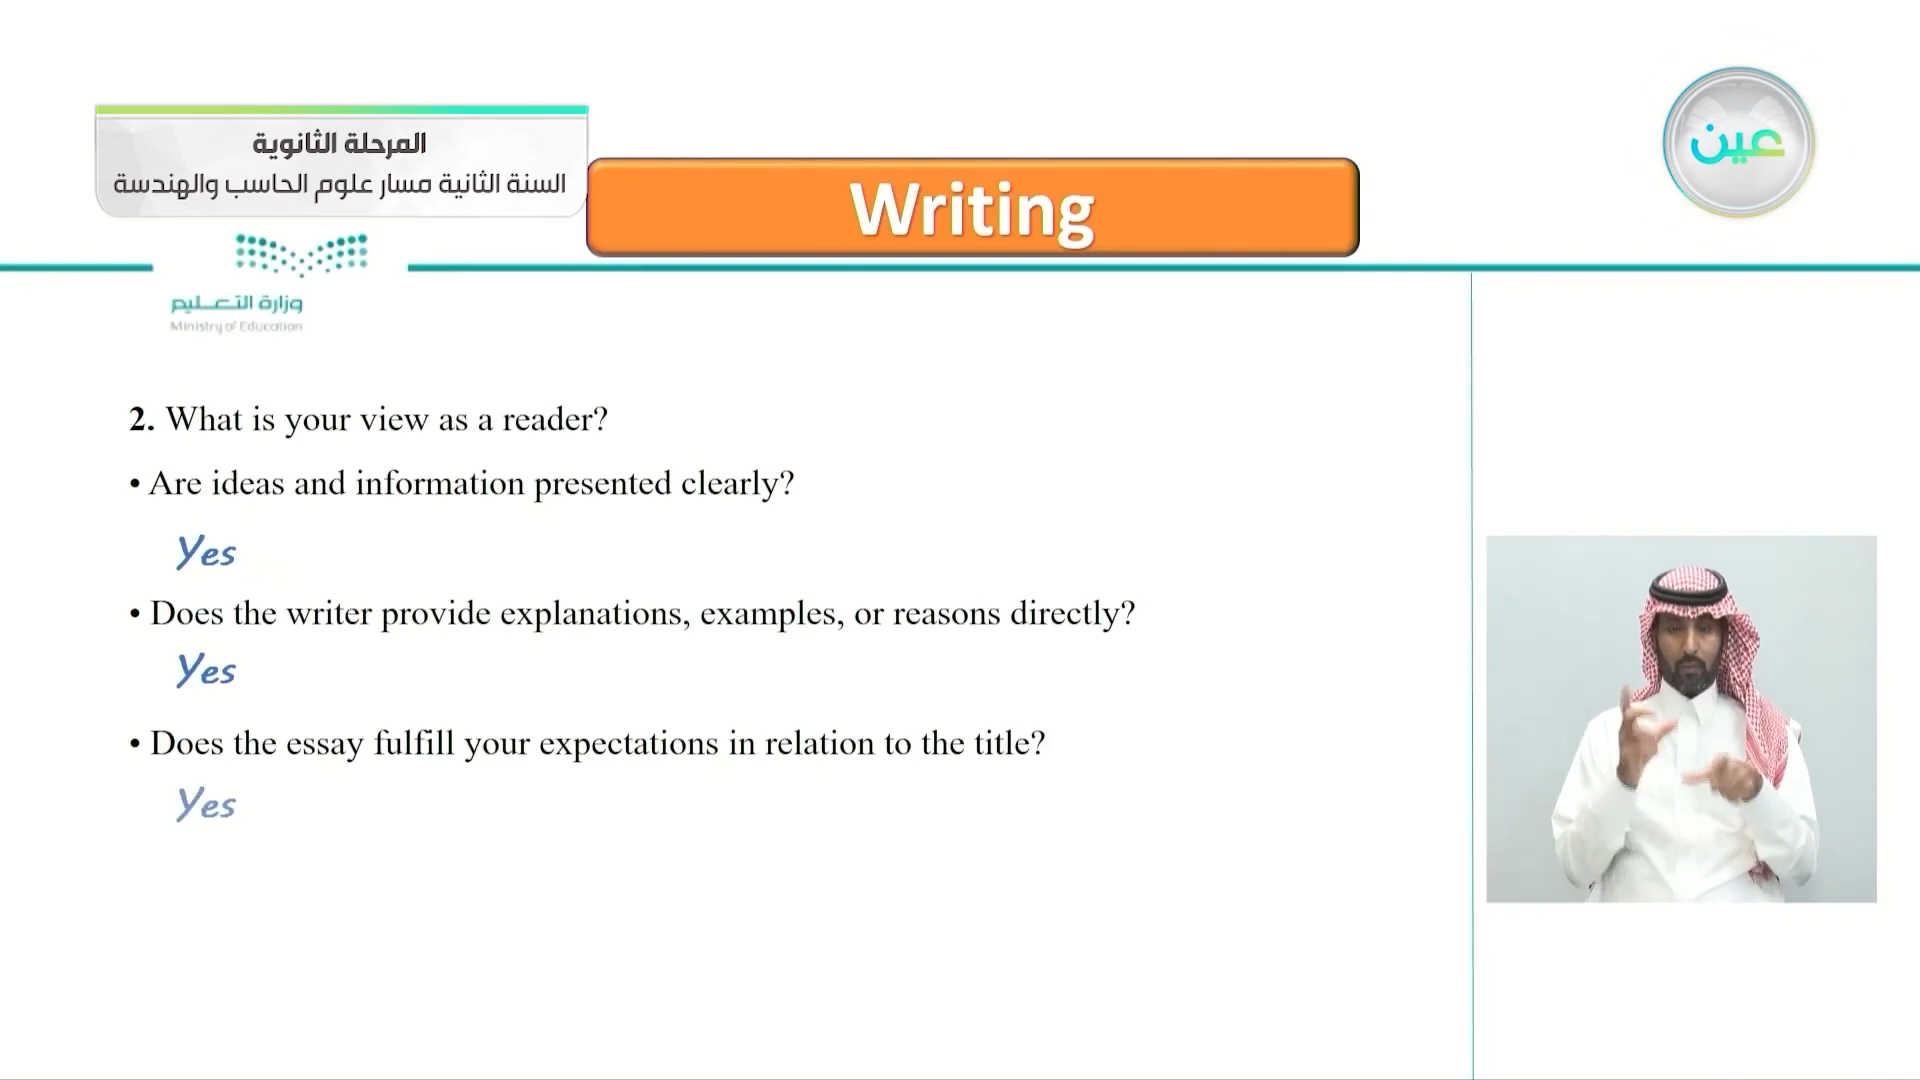 المرحلة الثانوية
السنة الثانية مسار علوم الحاسب والهندسة
Writing
عين
وزارة التعليم
Ministry of Education
2. What is your view as a reader?
• Are ideas and information presented clearly?
Yes
• Does the writer provide explanations, examples, or reasons directly?
Yes
• Does the essay fulfill your expectations in relation to the title?
Yes